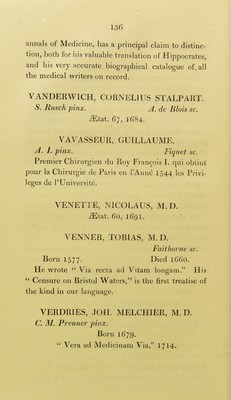 156
annals of Medicine, has a principal claim to distinc-
tion, both for his valuable translation of Hippocrates,
and his very accurate biographical catalogue of, all
the medical writers on record.
VANDERWICH, CORNELIUS STALPART.
S. Rusch pinx. A. de Blois sc.
Ætat. 67, 1684.
VAVASSEUR, GUILLAUME.
A. I. pinx. Fiquet sc.
Premier Chirurgien du Roy François I. qui obtint
pour la Chirurgie de Paris en l'Anné 1544 les Privi-
leges de l'Université.
VENETTE, NICOLAUS, M. D.
Ætat. 60, 1691.
VENNER, TOBIAS, M. D.
Faithorne sc.
Born 1577. Died 1660.
He wrote “ Via recta ad Vitam longam.” His
“ Censure on Bristol Waters,” is the first treatise of
the kind in our language.
VERDRIES, JOH. MELCHIER, M. D.
C. M. Prenner pinx.
Born 1679.
“ Vera ad Medicinam Via,” 1714.